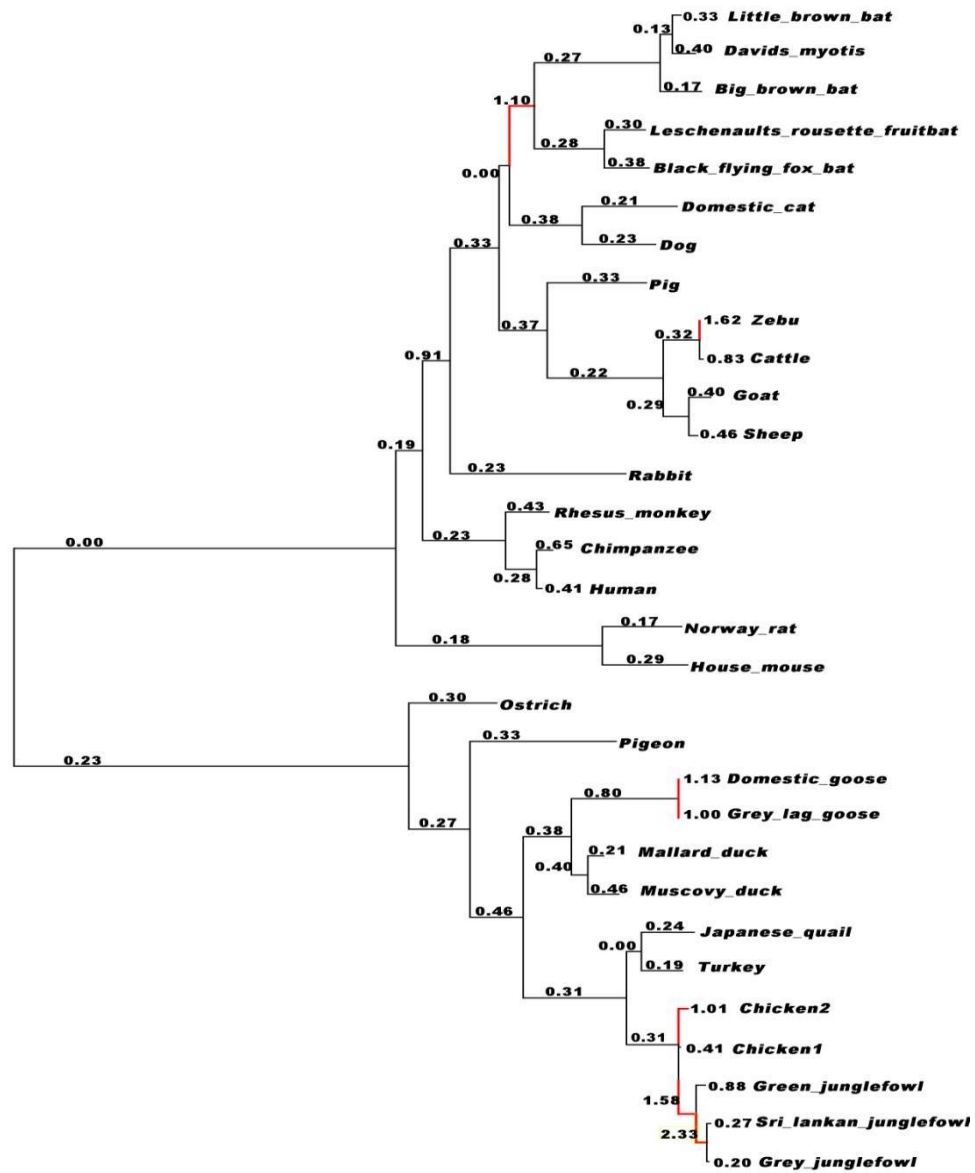 0.33 Little_brown_bat
0.13
0.40 Davids_myotis
0.27
0.17 Big_brown_bat
1.10
0.30 Leschenaults_rousette_fruitbat
0.28
0.38 Black_flying_fox_bat
0.00
0.21 Domestic_cat
0.38
0.23 Dog
0.33
0.33 Pig
0.37
1.62 Zebu
0.32
0.91
0.83 Cattle
0.22
0.40 Goat
0.29
0.46 Sheep
0.19
0.23 Rabbit
0.43 Rhesus_monkey
0.23
0.65 Chimpanzee
0.00
0.28
0.41 Human
0.17 Norway_rat
0.18
0.29 House_mouse
0.30 Ostrich
0.33 Pigeon
0.23
1.13 Domestic_goose
0.80
1.00 Grey_lag_goose
0.27
0.38
0.21 Mallard_duck
0.40
0.46 Muscovy_duck
0.46
0.24 Japanese_quail
0.00
0.19 Turkey
0.31
1.01 Chicken2
0.31
0.41 Chicken1
0.88 Green_junglefowl
1.58
0.27 Sri_lankan_junglefowl
2.33
0.20 Grey_junglefowl